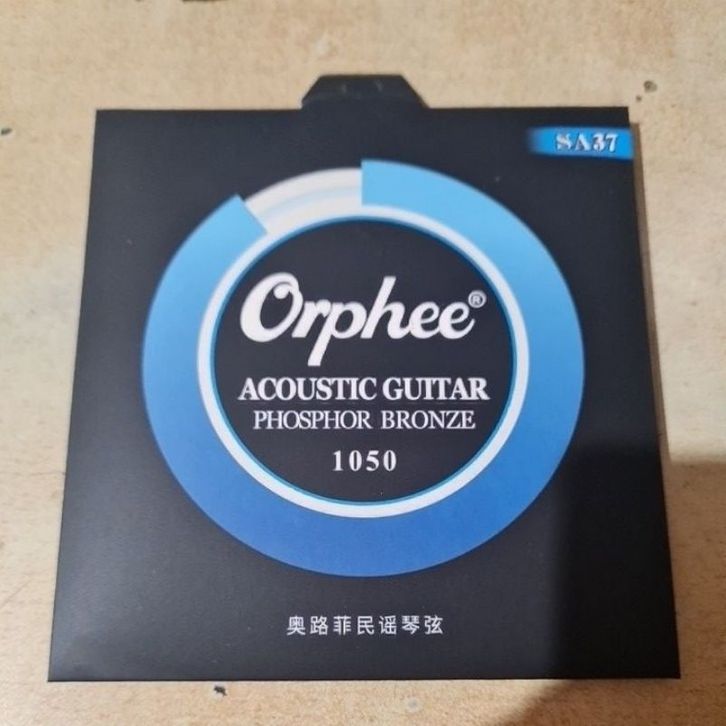 SA37
Orphee®
ACOUSTIC GUITAR
PHOSPHOR BRONZE
1050
奥路菲民谣琴弦